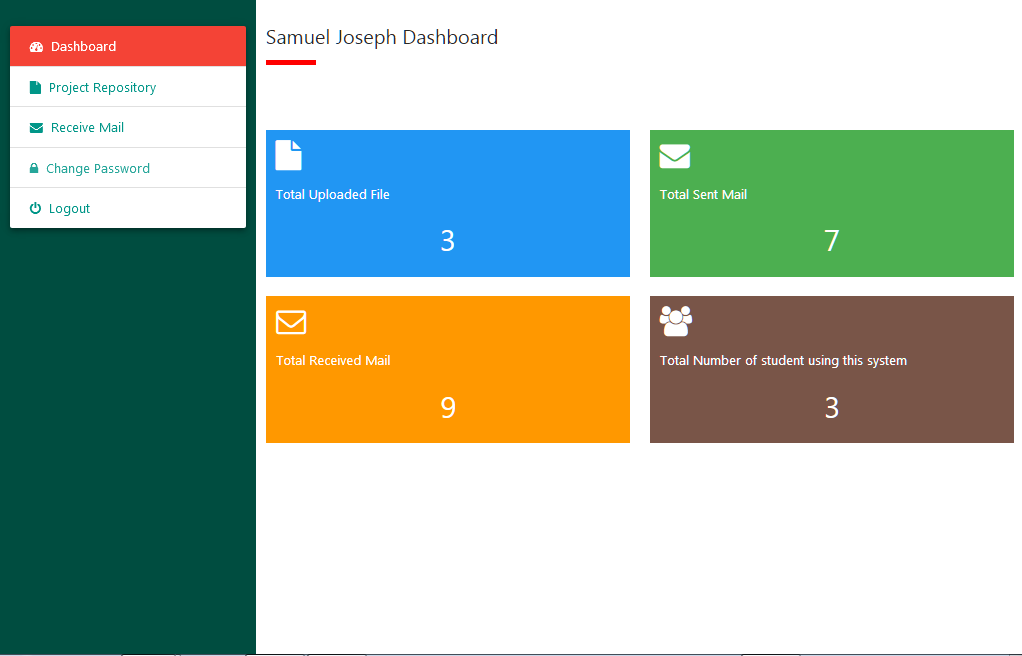 Dashboard
Project Repository
Receive Mail
Change Password
Logout
Samuel Joseph Dashboard
Total Uploaded File
3
Total Sent Mail
7
Total Received Mail
9
Total Number of student using this system
3